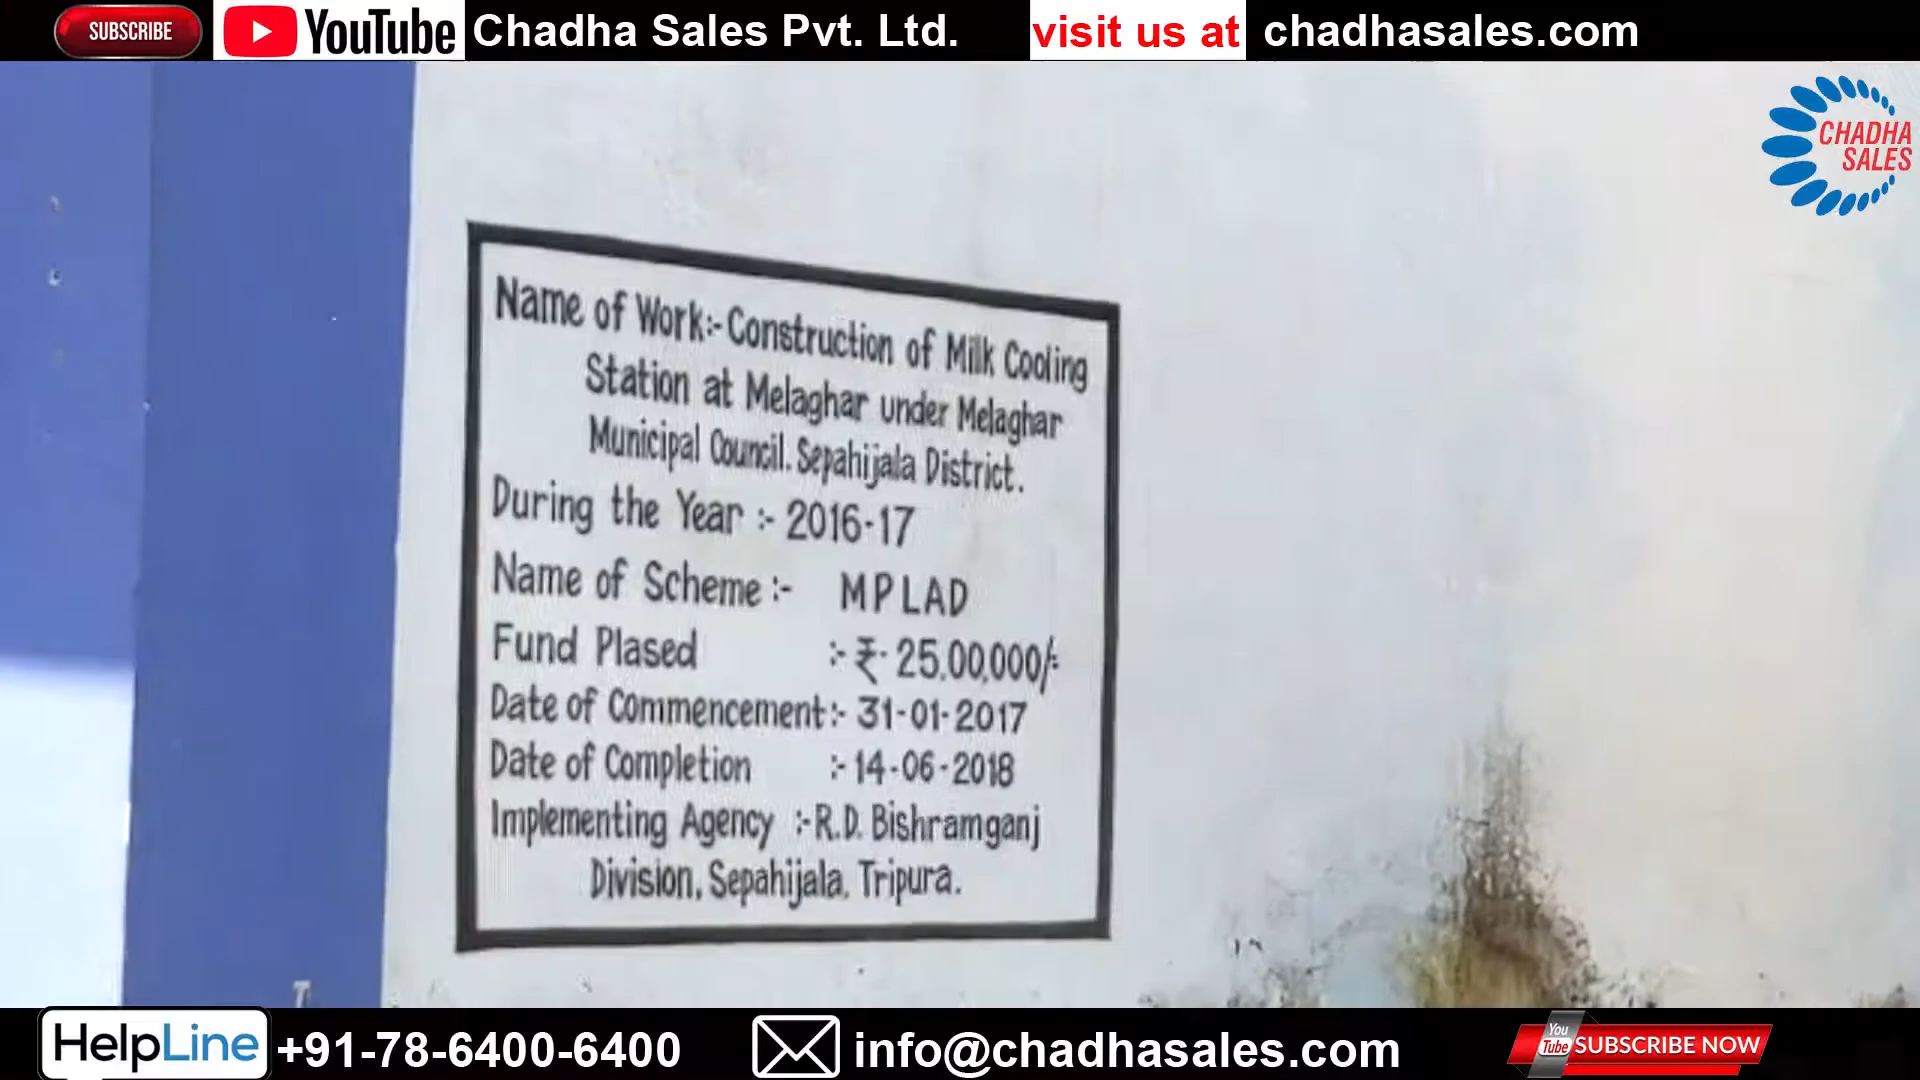 SUBSCRIBE
YouTube
Chadha Sales Pvt. Ltd.
visit us at
chadhasales.com
CHADHA
SALES
Name of Work:- Construction of Milk Cooling
Station at Melaghar under Melaghar
Municipal Council. Sepahijala District.
During the Year :- 2016-17
Name of Scheme :- MPLAD
Fund Plased :- ₹. 25,00,000/-
Date of Commencement:- 31-01-2017
Date of Completion :- 14-06-2018
Implementing Agency :- R.D. Bishramganj
Division, Sepahijala, Tripura.
HelpLine
+91-78-6400-6400
info@chadhasales.com
You
Tube
SUBSCRIBE NOW